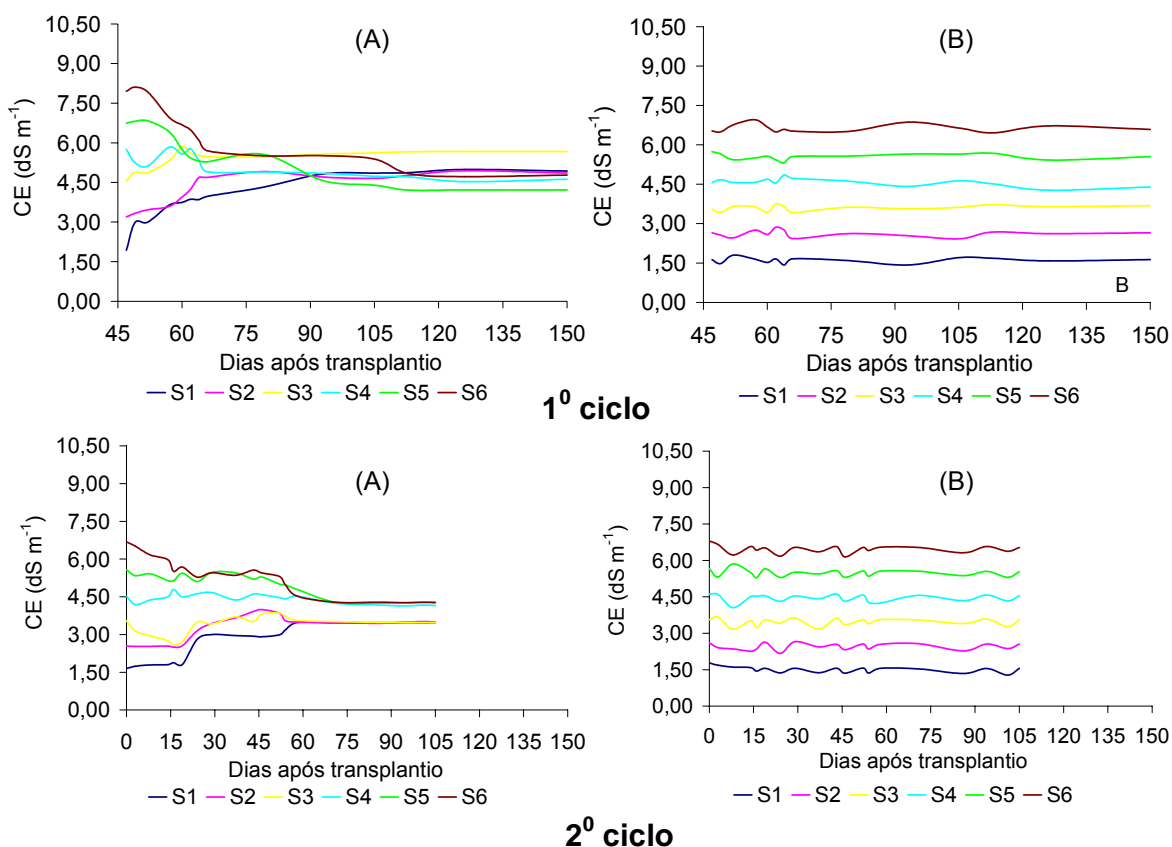 10,50
9,00
7,50
6,00
4,50
3,00
1,50
0,00
CE (dS m-1)
(A)
45 60 75 90 105 120 135 150
Dias após transplantio
S1 S2 S3 S4 S5 S6
10,50
9,00
7,50
6,00
4,50
3,00
1,50
0,00
CE (dS m-1)
(B)
B
45 60 75 90 105 120 135 150
Dias após transplantio
S1 S2 S3 S4 S5 S6
1º ciclo
10,50
9,00
7,50
6,00
4,50
3,00
1,50
0,00
CE (dS m-1)
(A)
0 15 30 45 60 75 90 105 120 135 150
Dias após transplantio
S1 S2 S3 S4 S5 S6
10,50
9,00
7,50
6,00
4,50
3,00
1,50
0,00
CE (dS m-1)
(B)
0 15 30 45 60 75 90 105 120 135 150
Dias após transplantio
S1 S2 S3 S4 S5 S6
2º ciclo